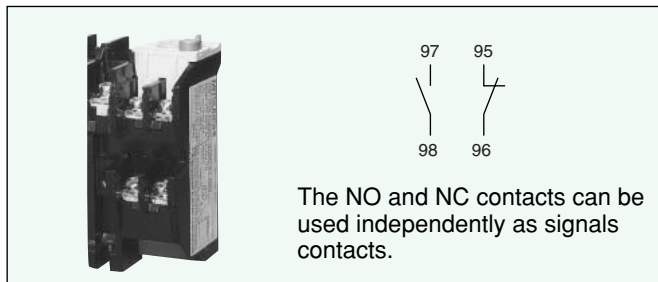 97 95
98 96
The NO and NC contacts can be
used independently as signals
contacts.